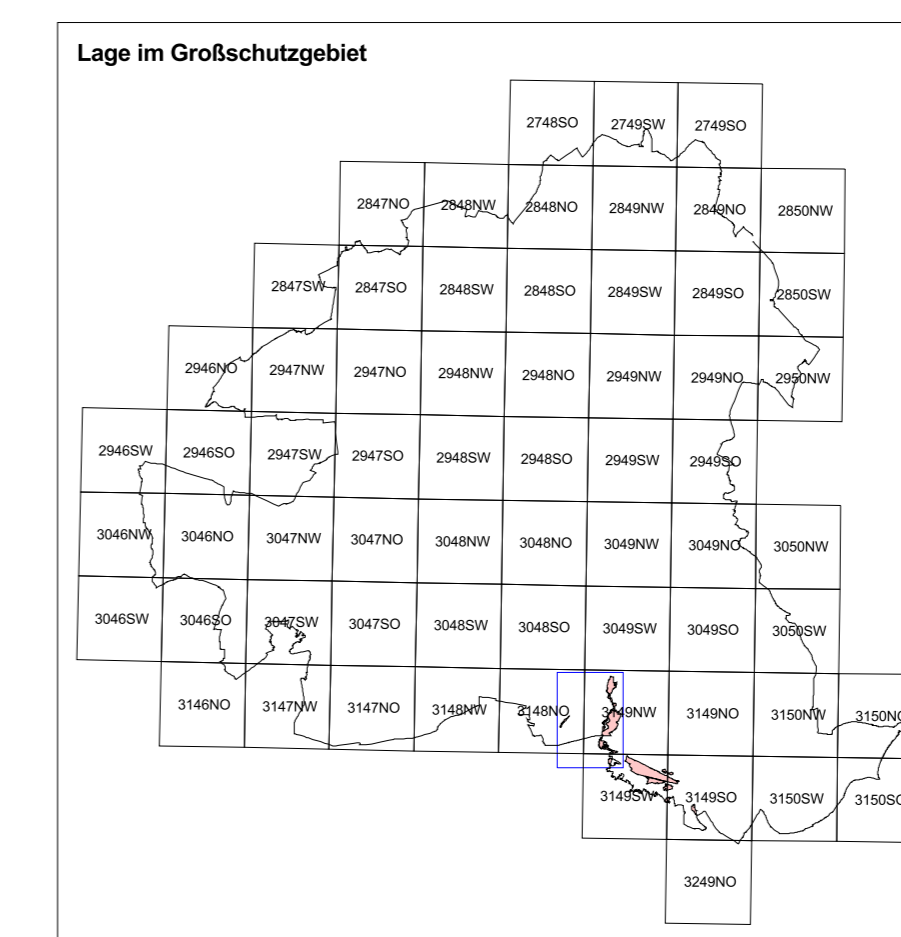 Lage im Großschutzgebiet
2748SO 2749SW 2749SO
2847NO 2848NW 2848NO 2849NW 2849NO 2850NW
2847SW 2847SO 2848SW 2848SO 2849SW 2849SO 2850SW
2946NO 2947NW 2947NO 2948NW 2948NO 2949NW 2949NO 2950NW
2946SW 2946SO 2947SW 2947SO 2948SW 2948SO 2949SW 2949SO
3046NW 3046NO 3047NW 3047NO 3048NW 3048NO 3049NW 3049NO 3050NW
3046SW 3046SO 3047SW 3047SO 3048SW 3048SO 3049SW 3049SO 3050SW
3146NO 3147NW 3147NO 3148NW 3148NO 3149NW 3149NO 3150NW 3150NO
3149SW 3149SO 3150SW 3150SO
3249NO